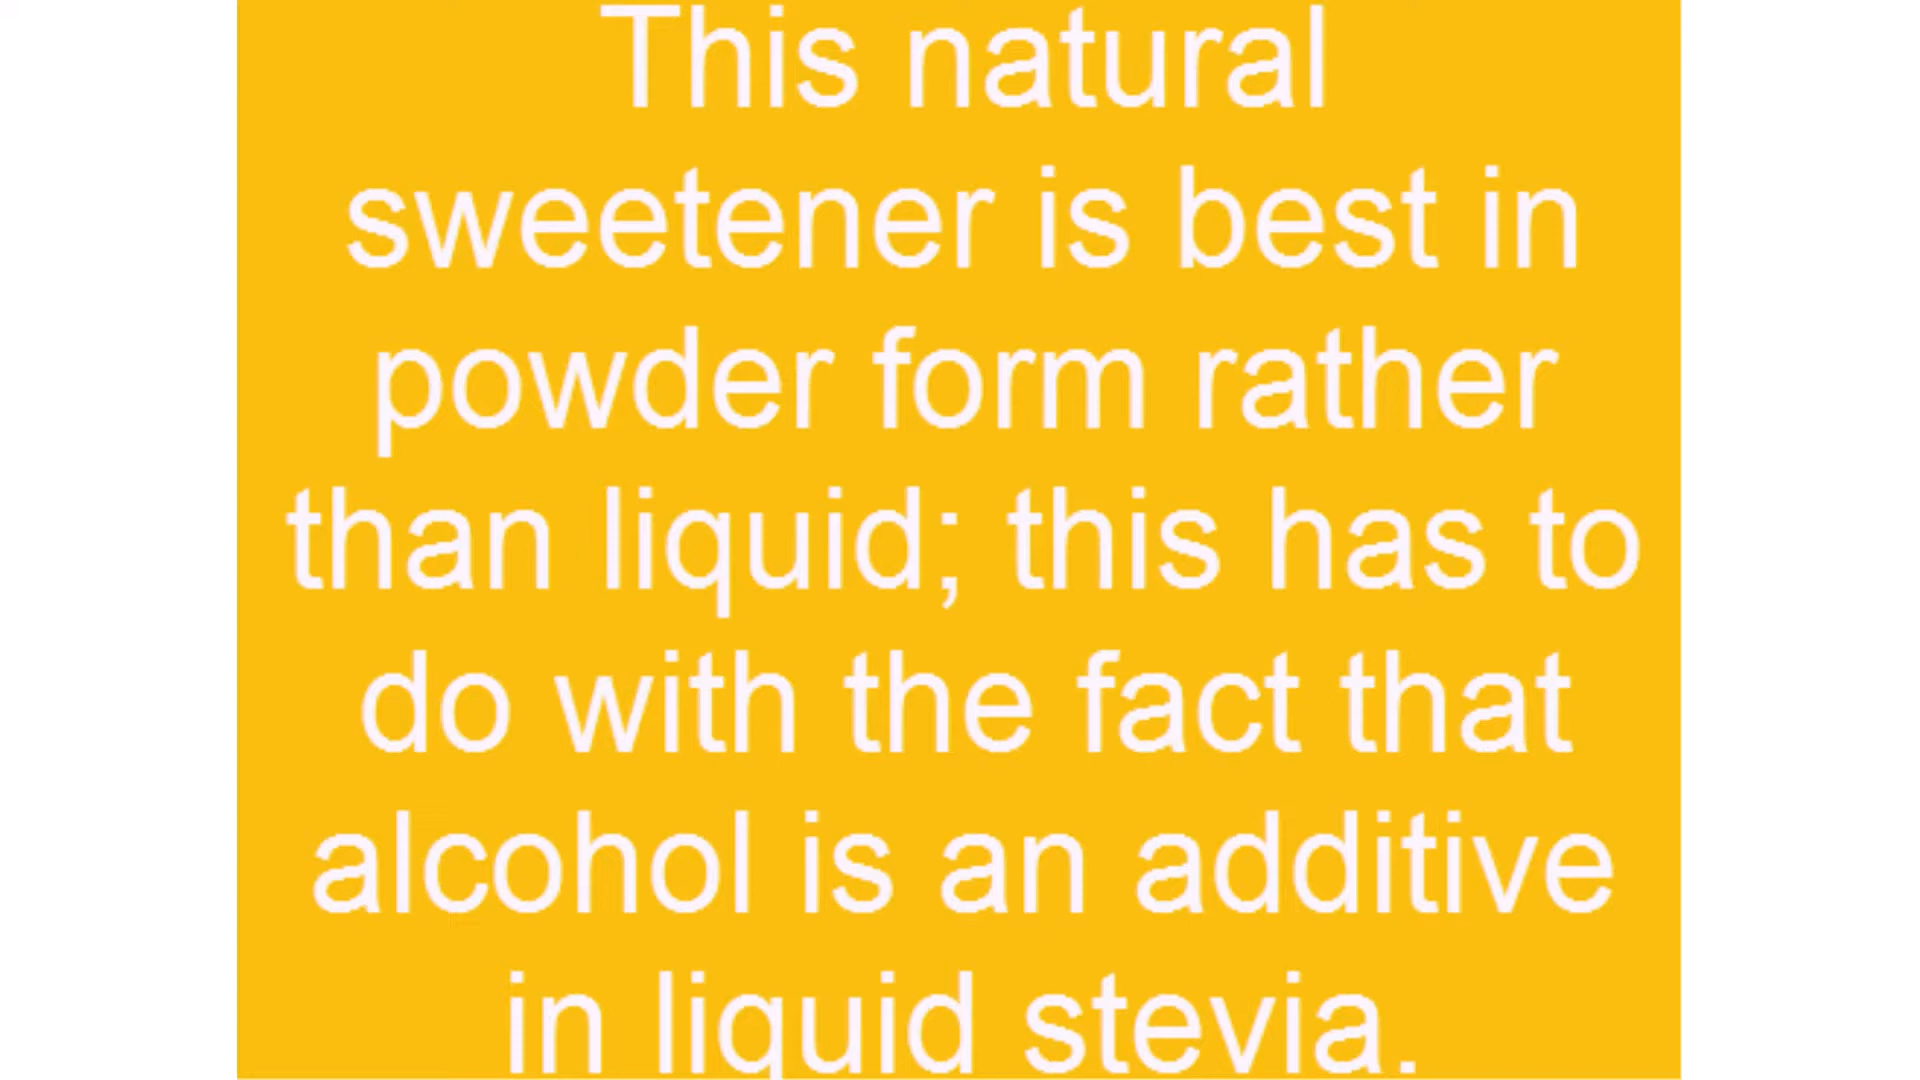 This natural
sweetener is best in
powder form rather
than liquid; this has to
do with the fact that
alcohol is an additive
in liquid stevia.